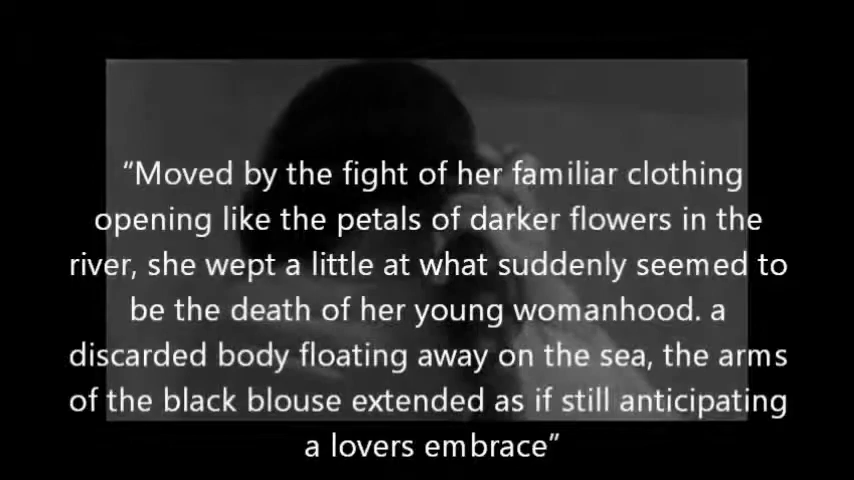 “Moved by the fight of her familiar clothing
opening like the petals of darker flowers in the
river, she wept a little at what suddenly seemed to
be the death of her young womanhood. a
discarded body floating away on the sea, the arms
of the black blouse extended as if still anticipating
a lovers embrace”